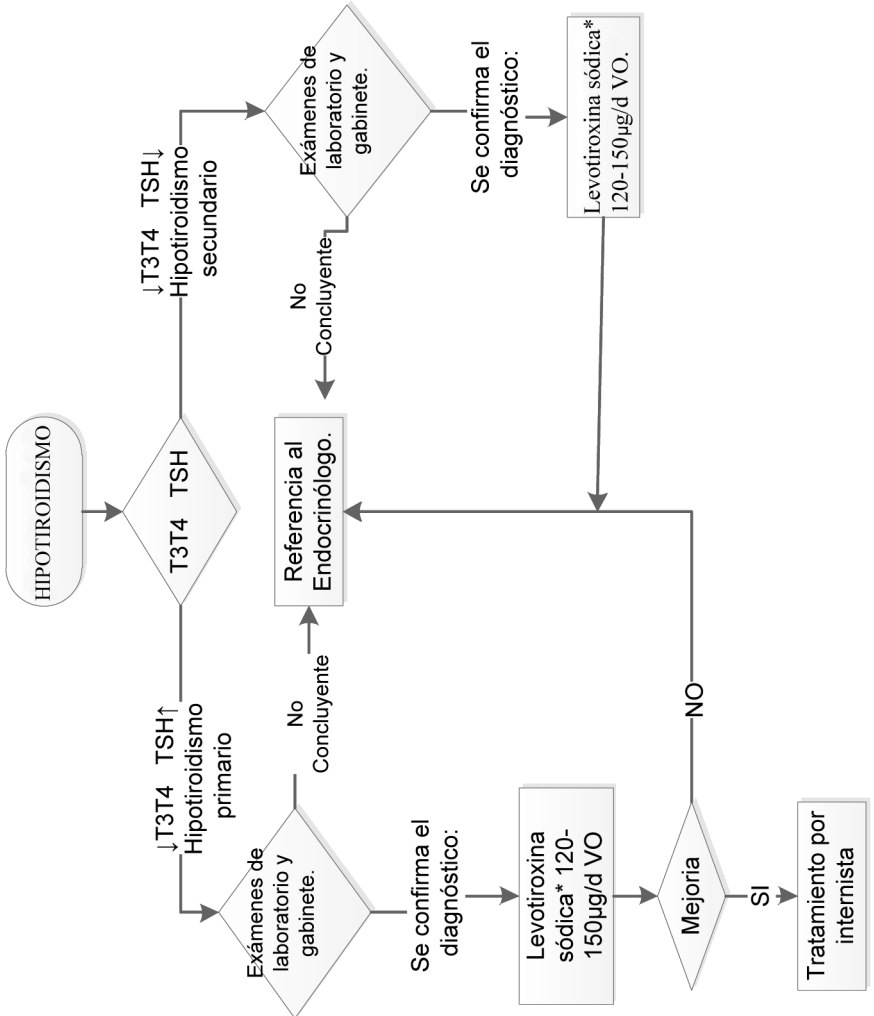 HIPOTIROIDISMO
T3T4 TSH
↓T3T4 TSH↑
Hipotiroidismo
primario
Exámenes de
laboratorio y
gabinete.
No
Concluyente
Se confirma el
diagnóstico:
Levotiroxina
sódica* 120-
150µg/d VO
Mejoria
SI
Tratamiento por
internista
NO
Referencia al
Endocrinólogo.
↓T3T4 TSH↓
Hipotiroidismo
secundario
Exámenes de
laboratorio y
gabinete.
No
Concluyente
Se confirma el
diagnóstico:
Levotiroxina sódica*
120-150µg/d VO.